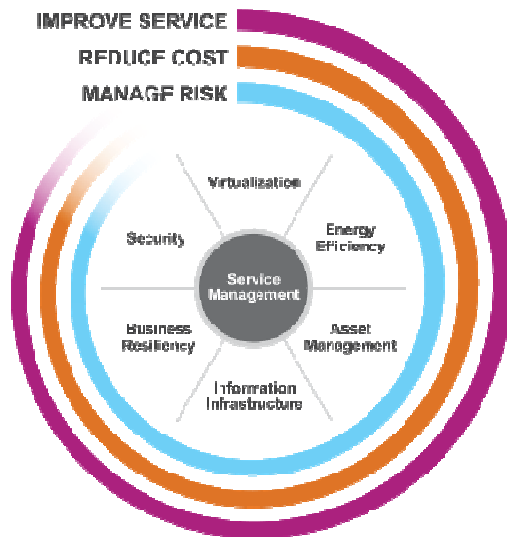 IMPROVE SERVICE
REDUCE COST
MANAGE RISK
Virtualization
Security
Energy
Efficiency
Service
Management
Business
Resiliency
Asset
Management
Information
Infrastructure